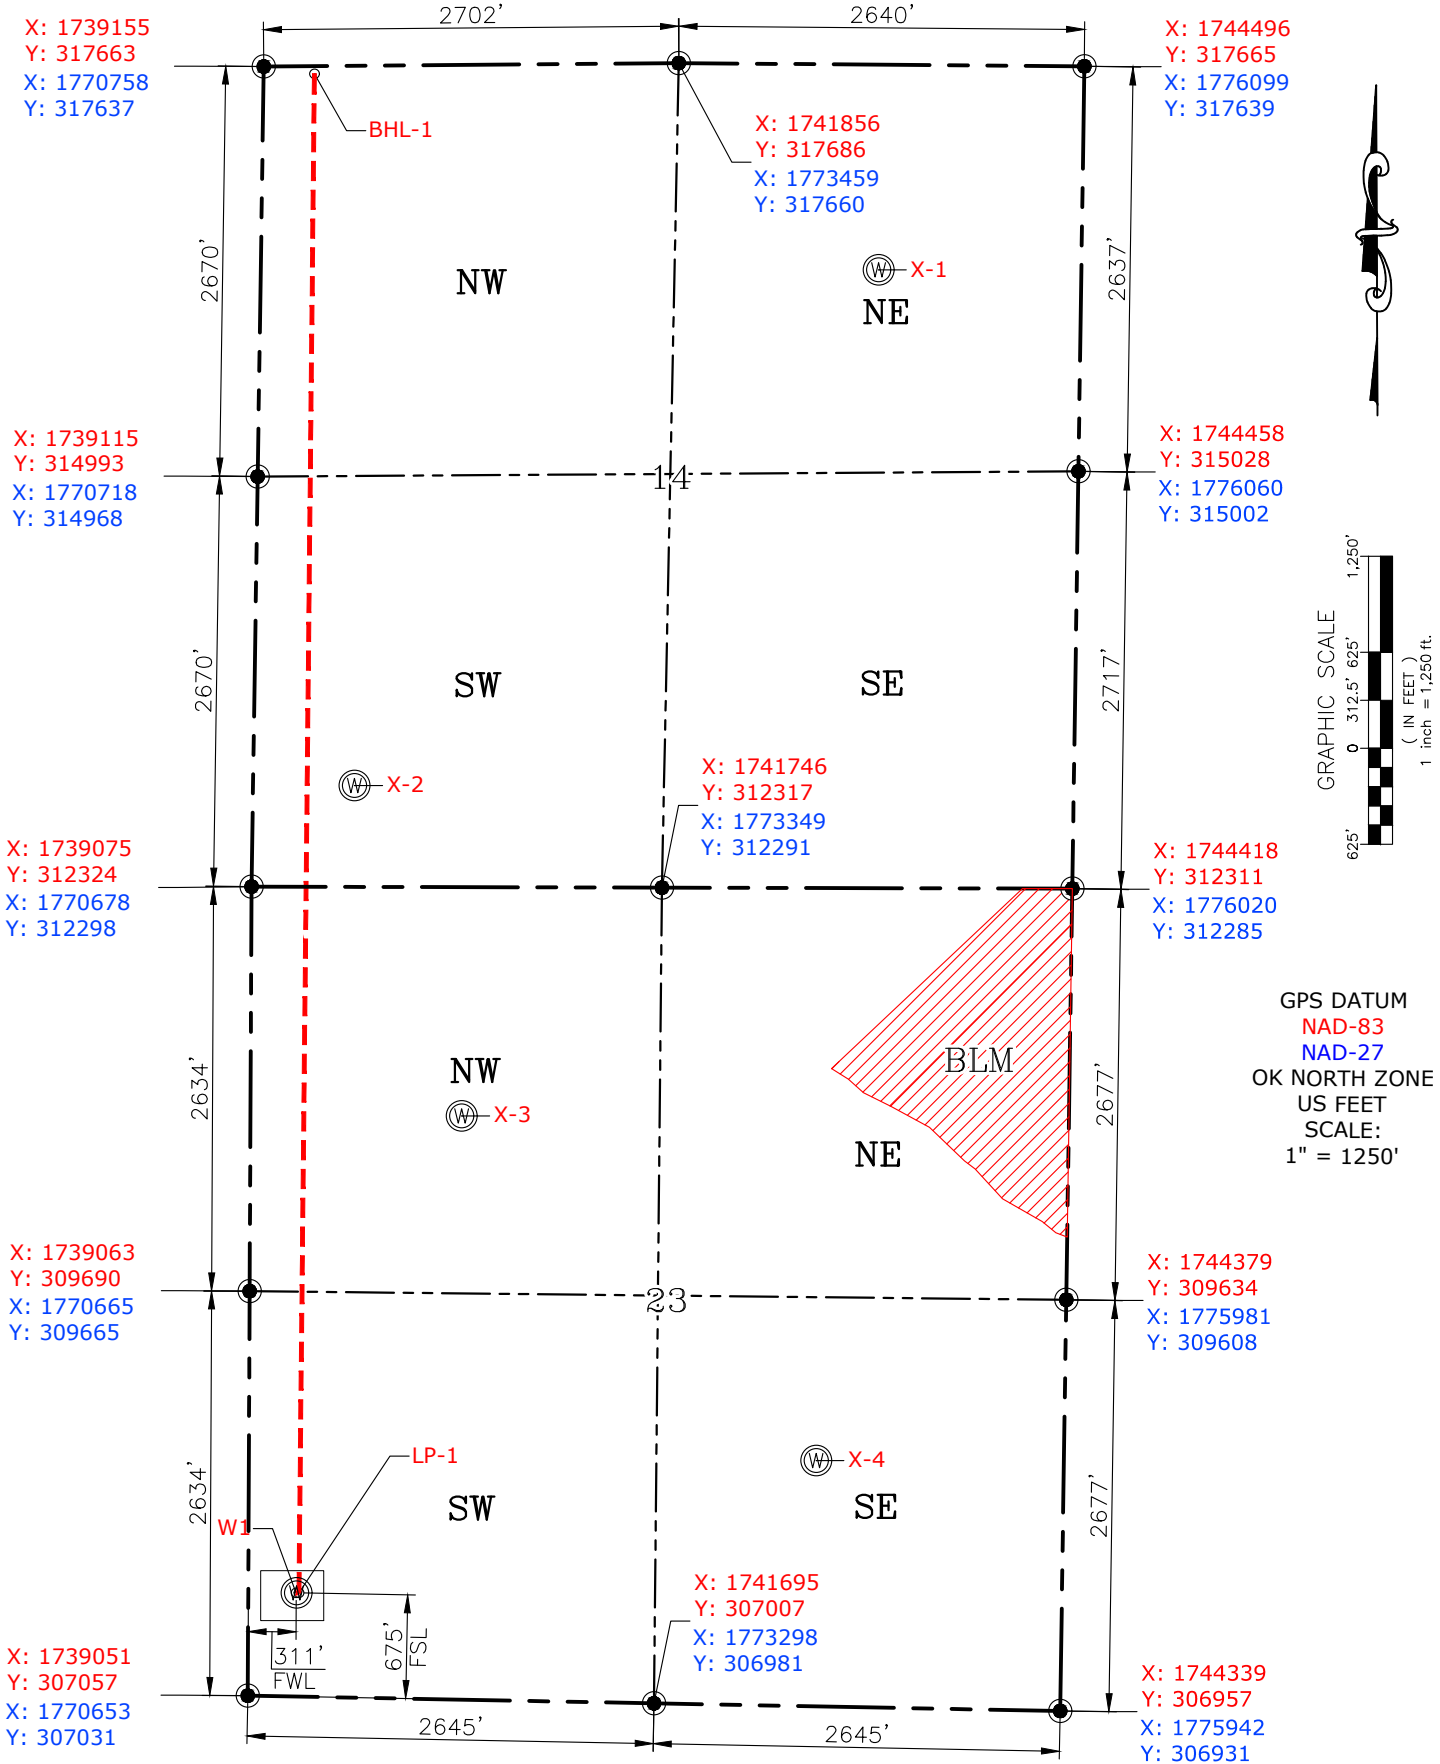 2702'
2640'
X: 1739155
Y: 317663
X: 1770758
Y: 317637
X: 1744496
Y: 317665
X: 1776099
Y: 317639
BHL-1
X: 1741856
Y: 317686
X: 1773459
Y: 317660
2670'
NW
X-1
W
NE
2637'
X: 1739115
Y: 314993
X: 1770718
Y: 314968
14
X: 1744458
Y: 315028
X: 1776060
Y: 315002
2670'
SW
SE
2717'
GRAPHIC SCALE
625'
0
312.5'
625'
1,250'
( IN FEET )
1 inch = 1,250 ft.
W
X-2
X: 1741746
Y: 312317
X: 1773349
Y: 312291
X: 1739075
Y: 312324
X: 1770678
Y: 312298
X: 1744418
Y: 312311
X: 1776020
Y: 312285
GPS DATUM
NAD-83
NAD-27
OK NORTH ZONE
US FEET
SCALE:
1" = 1250'
2634'
NW
BLM
W
X-3
NE
2677'
X: 1739063
Y: 309690
X: 1770665
Y: 309665
23
X: 1744379
Y: 309634
X: 1775981
Y: 309608
2634'
LP-1
W
X-4
SW
SE
2677'
W1
W
311'
FWL
675'
FSL
X: 1741695
Y: 307007
X: 1773298
Y: 306981
X: 1739051
Y: 307057
X: 1770653
Y: 307031
X: 1744339
Y: 306957
X: 1775942
Y: 306931
2645'
2645'